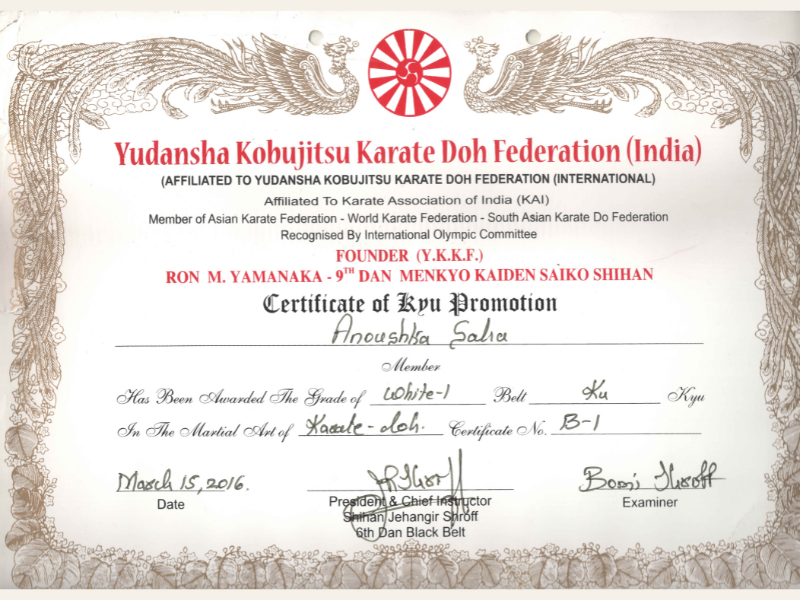 Yudansha Kobujitsu Karate Doh Federation (India)
(AFFILIATED TO YUDANSHA KOBUJITSU KARATE DOH FEDERATION (INTERNATIONAL)
Affiliated To Karate Association of India (KAI)
Member of Asian Karate Federation - World Karate Federation - South Asian Karate Do Federation
Recognised By International Olympic Committee
FOUNDER (Y.K.K.F.)
RON M. YAMANAKA - 9TH DAN MENKYO KAIDEN SAIKO SHIHAN
Certificate of Kyu Promotion
Anoushka Saha
Member
Has Been Awarded The Grade of White-1 Belt Ku Kyu
In The Martial Art of Karate-doh. Certificate No. B-1
March 15, 2016. JPShroff Bomi Shroff
Date President & Chief Instructor Examiner
Shihan Jehangir Shroff
6th Dan Black Belt